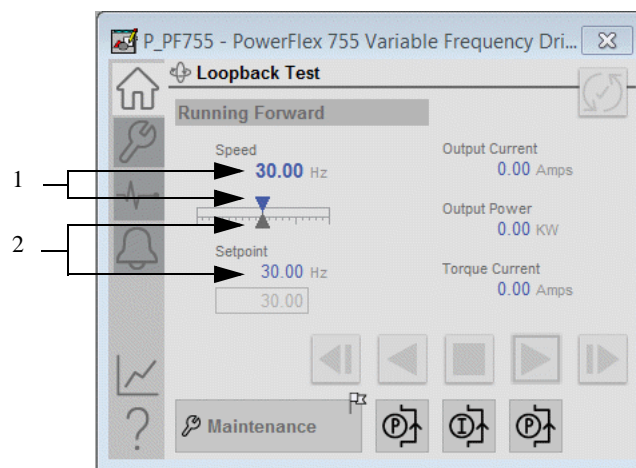 P_PF755 - PowerFlex 755 Variable Frequency Dri...
Loopback Test
Running Forward
Speed
30.00 Hz
Setpoint
30.00 Hz
30.00
Output Current
0.00 Amps
Output Power
0.00 KW
Torque Current
0.00 Amps
1
2
?
Maintenance
P
I
P